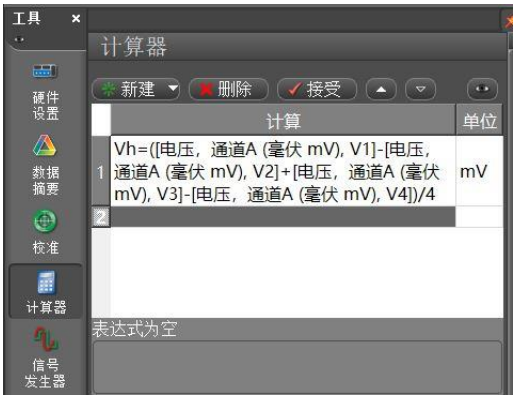 工具 ×
硬件
设置
数据
摘要
校准
计算器
信号
发生器
计算器
新建 删除 接受
计算 单位
1 Vh=([电压，通道A (毫伏 mV), V1]-[电压，
通道A (毫伏 mV), V2]+[电压，通道A (毫伏
mV), V3]-[电压，通道A (毫伏 mV), V4])/4 mV
2
表达式为空